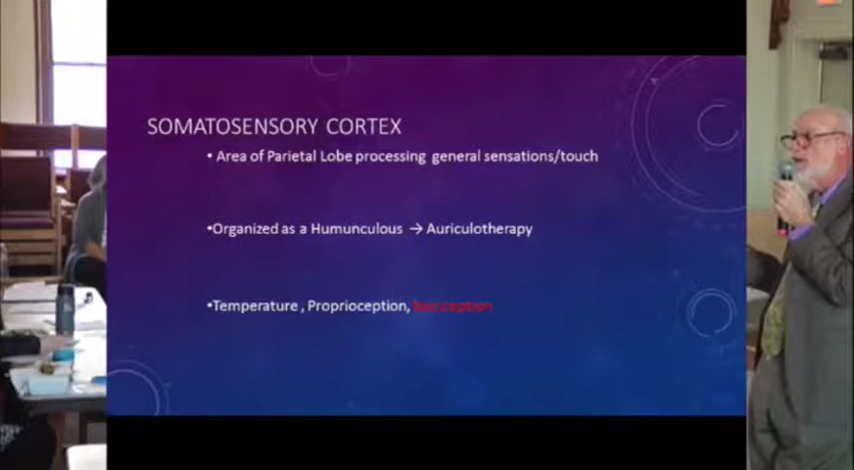 SOMATOSENSORY CORTEX
• Area of Parietal Lobe processing general sensations/touch
•Organized as a Humunculous → Auriculotherapy
•Temperature , Proprioception,